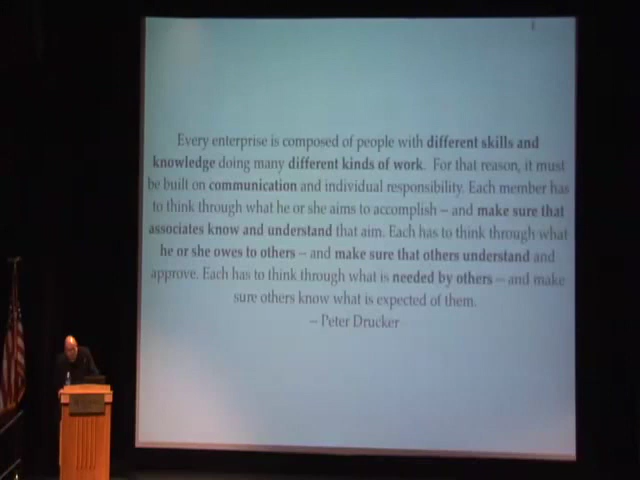 Every enterprise is composed of people with different skills and
knowledge doing many different kinds of work. For that reason, it must
be built on communication and individual responsibility. Each member has
to think through what he or she aims to accomplish – and make sure that
associates know and understand that aim. Each has to think through what
he or she owes to others – and make sure that others understand and
approve. Each has to think through what is needed by others – and make
sure others know what is expected of them.
– Peter Drucker